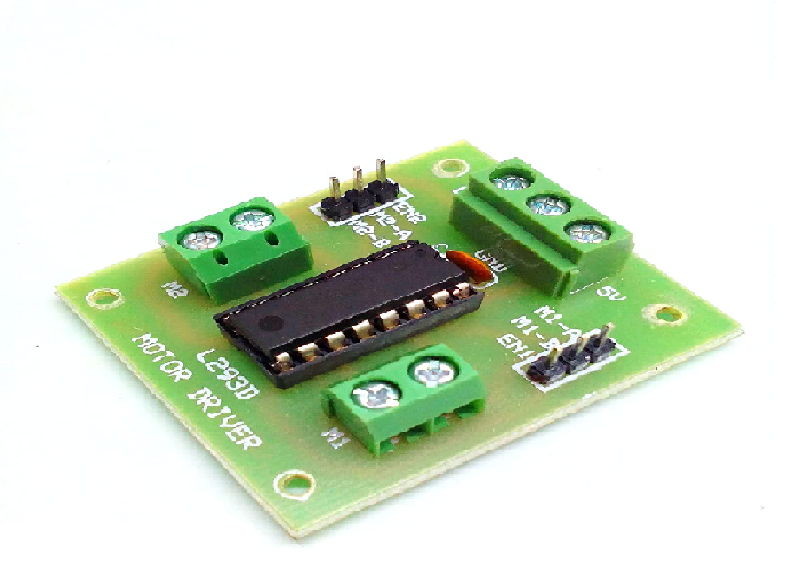 EN2
M2-A
M2-B
GND
5V
M2
M1-A
M1-B
EN1
L293D
MOTOR DRIVER
M1